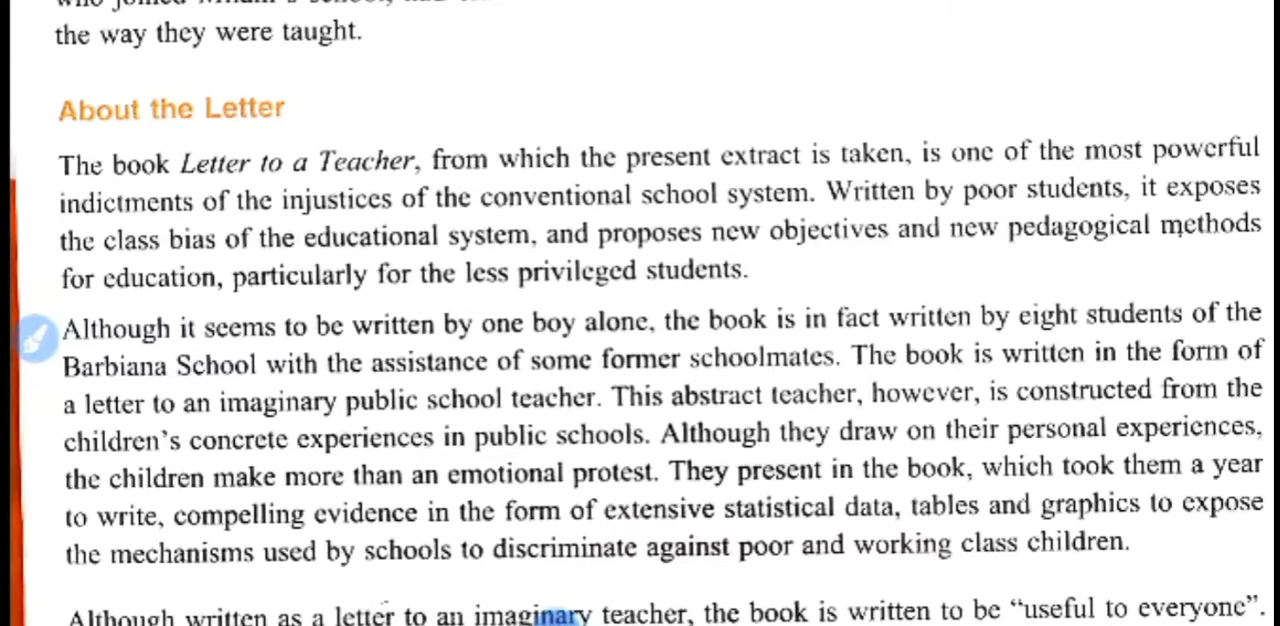 the way they were taught.
About the Letter
The book Letter to a Teacher, from which the present extract is taken, is one of the most powerful
indictments of the injustices of the conventional school system. Written by poor students, it exposes
the class bias of the educational system, and proposes new objectives and new pedagogical methods
for education, particularly for the less privileged students.
Although it seems to be written by one boy alone, the book is in fact written by eight students of the
Barbiana School with the assistance of some former schoolmates. The book is written in the form of
a letter to an imaginary public school teacher. This abstract teacher, however, is constructed from the
children's concrete experiences in public schools. Although they draw on their personal experiences,
the children make more than an emotional protest. They present in the book, which took them a year
to write, compelling evidence in the form of extensive statistical data, tables and graphics to expose
the mechanisms used by schools to discriminate against poor and working class children.
Although written as a letter to an imaginary teacher, the book is written to be “useful to everyone”.